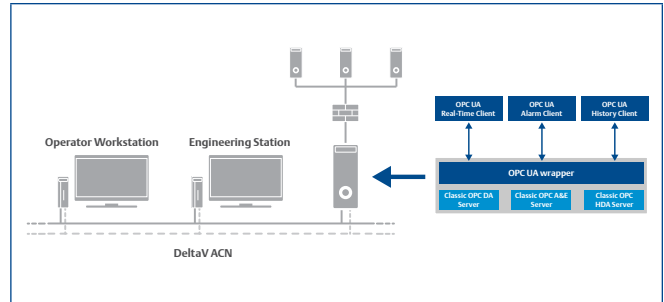 OPC UA
Real-Time Client
OPC UA
Alarm Client
OPC UA
History Client
Operator Workstation
Engineering Station
OPC UA wrapper
Classic OPC DA
Server
Classic OPC A&E
Server
Classic OPC
HDA Server
DeltaV ACN